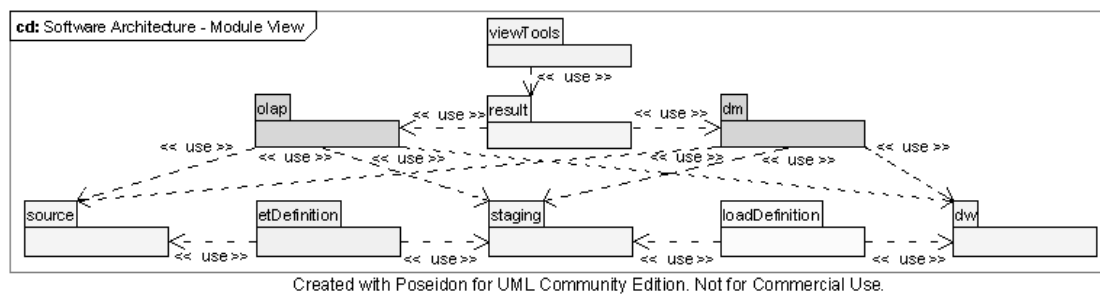 cd: Software Architecture - Module View
viewTools
<< use >>
olap
<< use >>
result
<< use >>
dm
<< use >>
<< use >>
<< use >>
<< use >>
<< use >>
<< use >>
source
etDefinition
staging
loadDefinition
dw
<< use >>
<< use >>
<< use >>
<< use >>
Created with Poseidon for UML Community Edition. Not for Commercial Use.